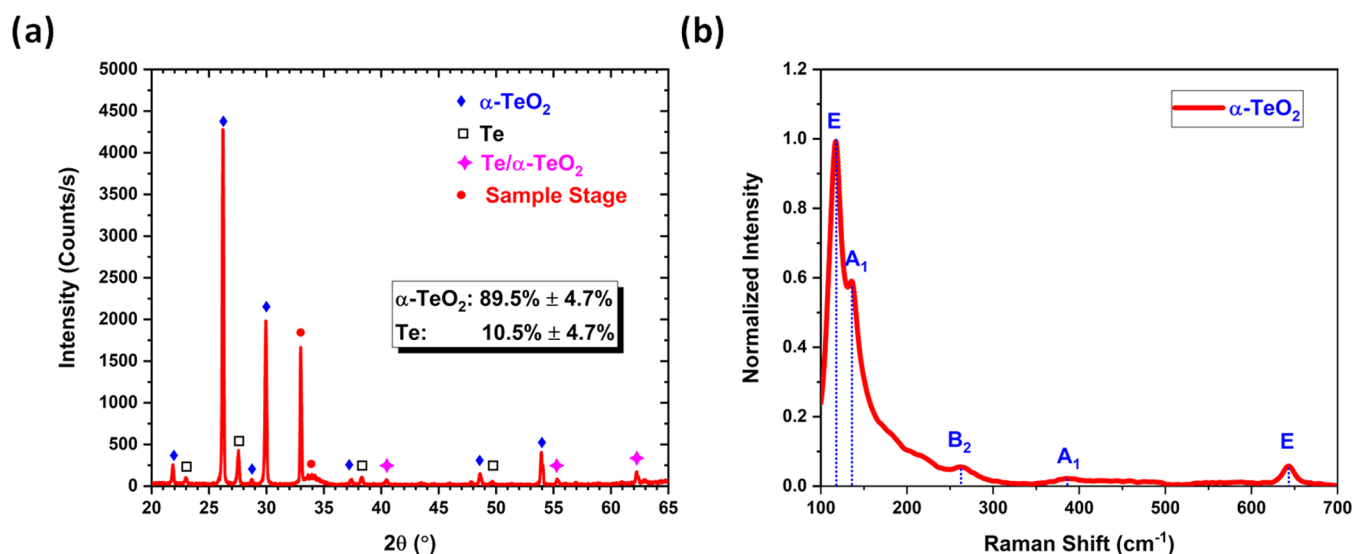 (a)
5000
4500
4000
3500
3000
2500
2000
1500
1000
500
0
Intensity (Counts/s)
α-TeO₂
Te
Te/α-TeO₂
Sample Stage
α-TeO₂: 89.5% ± 4.7%
Te: 10.5% ± 4.7%
20 25 30 35 40 45 50 55 60 65
2θ (°)
(b)
1.2
1.0
0.8
0.6
0.4
0.2
0.0
Normalized Intensity
α-TeO₂
E
A₁
B₂
A₁
E
100 200 300 400 500 600 700
Raman Shift (cm⁻¹)